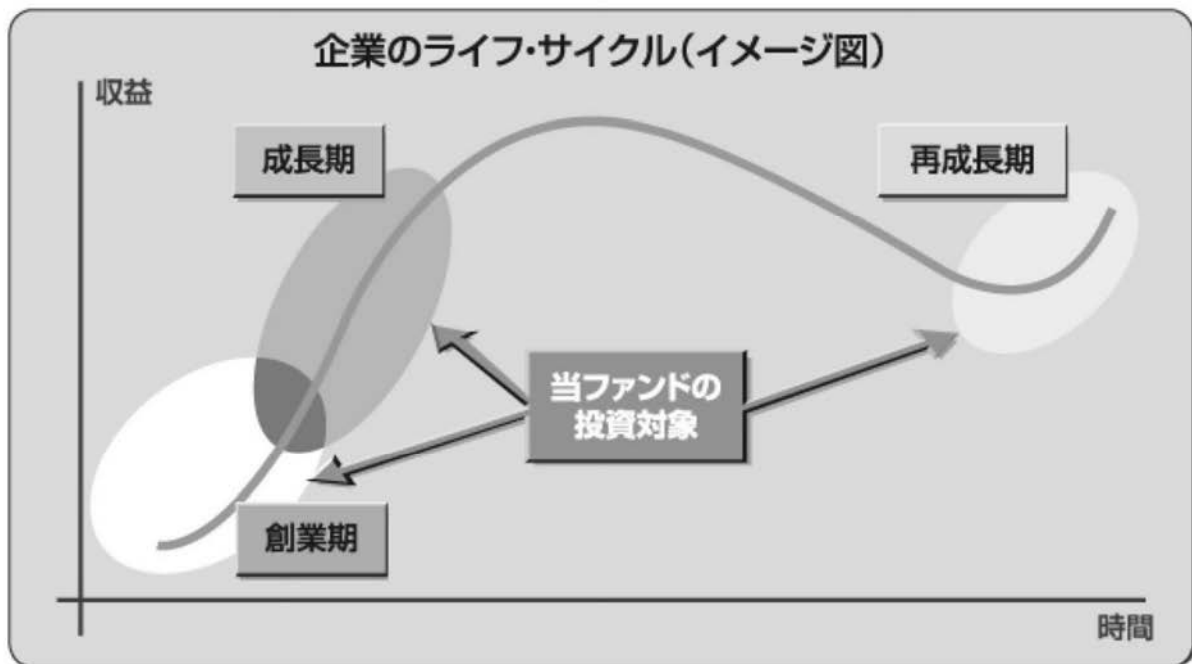 企業のライフ・サイクル(イメージ図)
収益
成長期
再成長期
当ファンドの
投資対象
創業期
時間